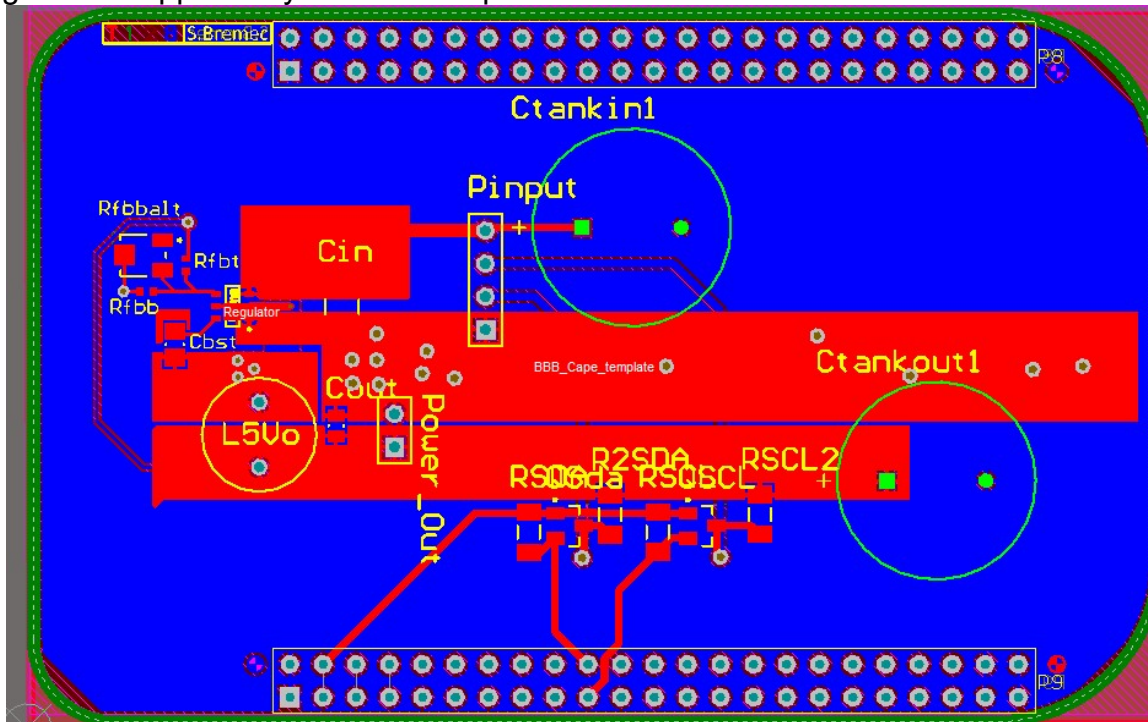 S.Bremec
P8
Ctankin1
Pinput
+
Rfbbalt
Cin
Rfbt
Rfbb
Regulator
Cbst
BBB_Cape_template
Ctankout1
Cout
Power_Out
L5Vo
R2SDA
RSCL2
+
P9